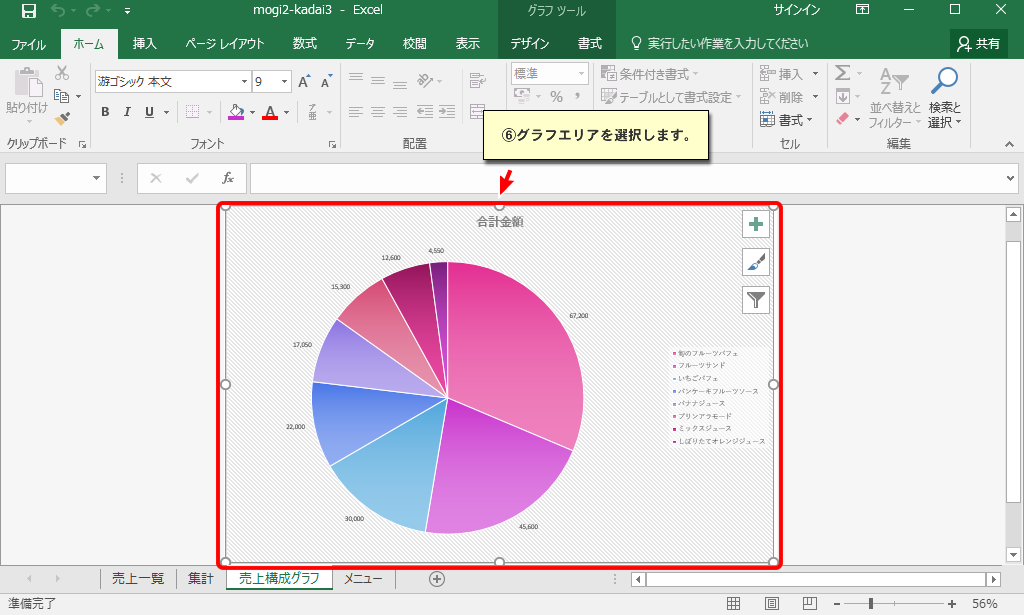 mogi2-kadai3 - Excel
グラフ ツール
サインイン
ファイル ホーム 挿入 ページ レイアウト 数式 データ 校閲 表示 デザイン 書式 実行したい作業を入力してください 共有
貼り付け
クリップボード
游ゴシック 本文 9 A A
B I U A
フォント
配置
標準
%
条件付き書式
テーブルとして書式設定
挿入
削除
書式
セル
Σ
A
Z
並べ替えと
フィルター
検索と
選択
編集
⑥グラフエリアを選択します。
fx
合計金額
4,550
12,600
15,300
17,050
22,000
30,000
45,600
67,200
旬のフルーツパフェ
フルーツサンド
いちごパフェ
パンケーキフルーツソース
バナナジュース
プリンアラモード
ミックスジュース
しぼりたてオレンジジュース
売上一覧 集計 売上構成グラフ メニュー
準備完了
56%